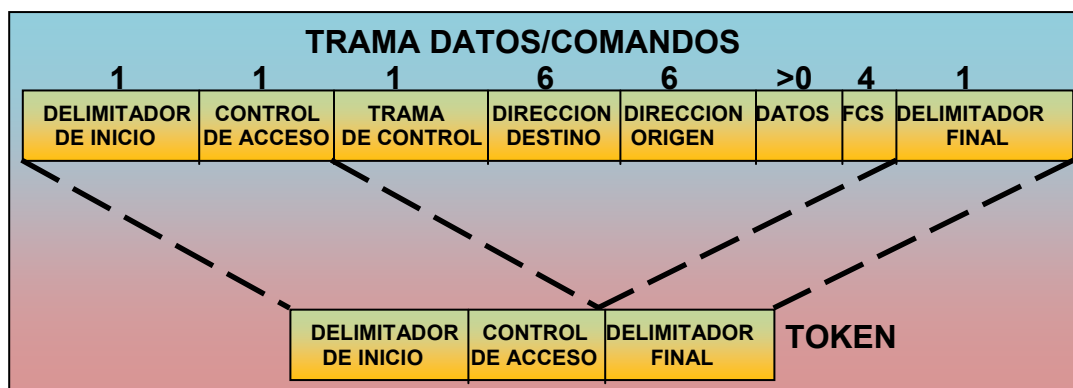 TRAMA DATOS/COMANDOS
1 1 1 6 6 >0 4 1
DELIMITADOR CONTROL TRAMA DIRECCION DIRECCION DATOS FCS DELIMITADOR
DE INICIO DE ACCESO DE CONTROL DESTINO ORIGEN FINAL
DELIMITADOR CONTROL DELIMITADOR TOKEN
DE INICIO DE ACCESO FINAL